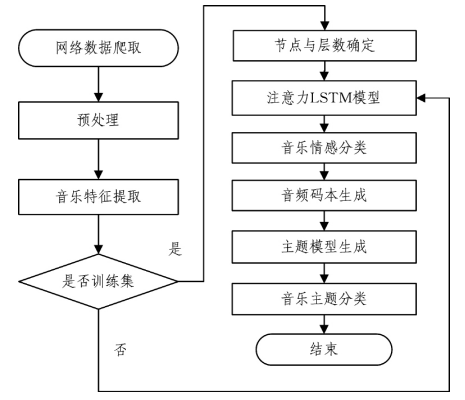 网络数据爬取
预处理
音乐特征提取
是否训练集
是
否
节点与层数确定
注意力LSTM模型
音乐情感分类
音频码本生成
主题模型生成
音乐主题分类
结束